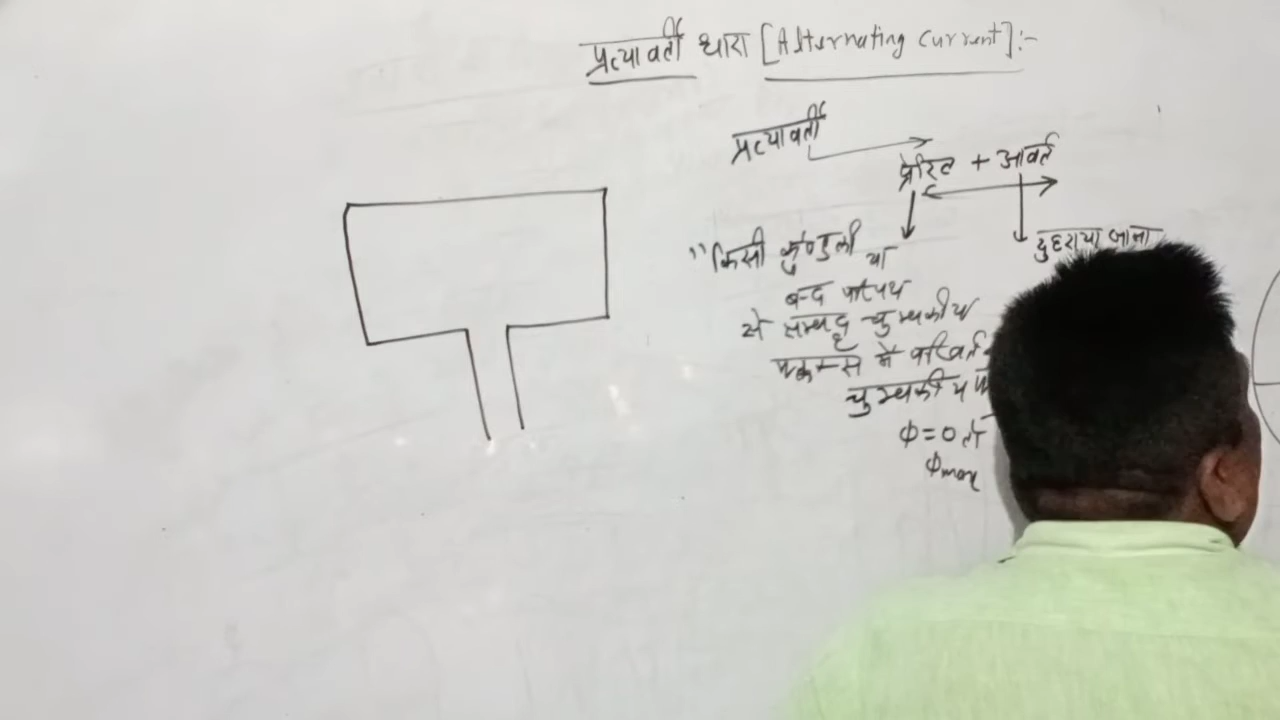 प्रत्यावर्ती धारा [Alternating Current]:-
प्रत्यावर्ती
प्रेरित + आवर्त
दुहराया जाना
"किसी कुण्डली या
बन्द परिपथ
से सम्बद्ध चुम्बकीय
फ्लक्स में परिवर्त
चुम्बकीय
φ = 0 तो
φmax